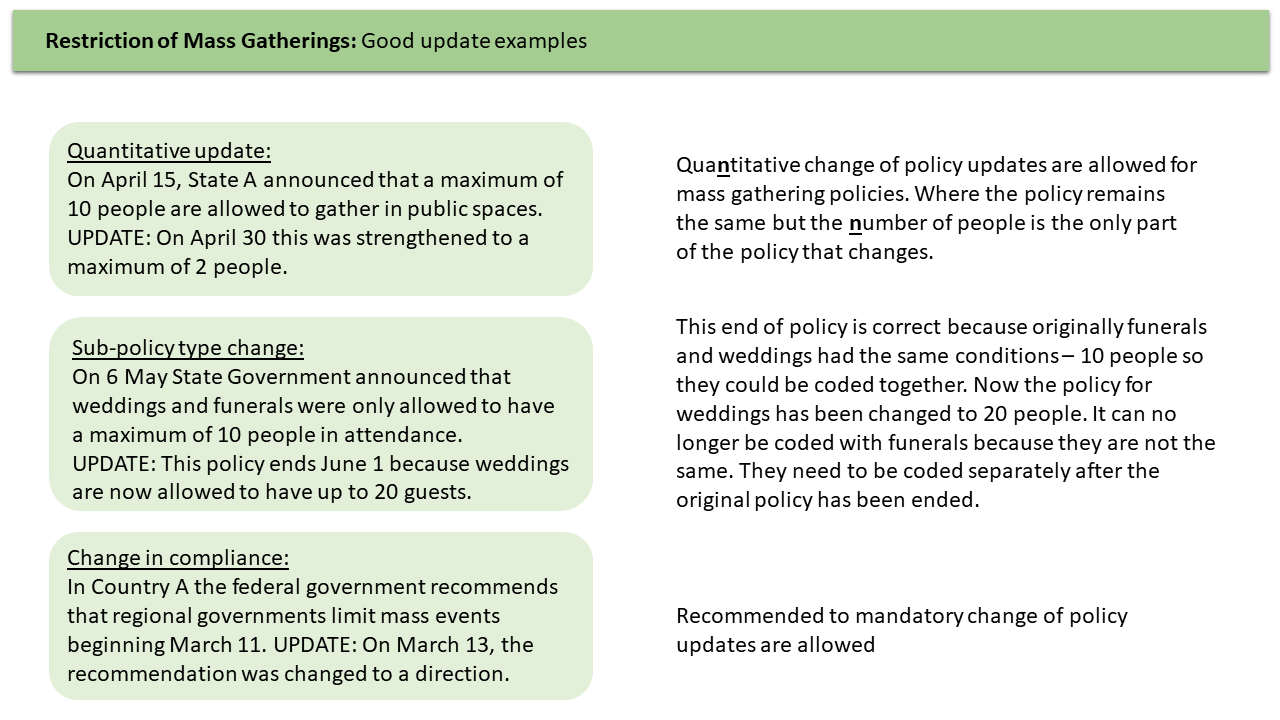 Restriction of Mass Gatherings: Good update examples
Quantitative update:
On April 15, State A announced that a maximum of
10 people are allowed to gather in public spaces.
UPDATE: On April 30 this was strengthened to a
maximum of 2 people.
Quantitative change of policy updates are allowed for
mass gathering policies. Where the policy remains
the same but the number of people is the only part
of the policy that changes.
Sub-policy type change:
On 6 May State Government announced that
weddings and funerals were only allowed to have
a maximum of 10 people in attendance.
UPDATE: This policy ends June 1 because weddings
are now allowed to have up to 20 guests.
This end of policy is correct because originally funerals
and weddings had the same conditions – 10 people so
they could be coded together. Now the policy for
weddings has been changed to 20 people. It can no
longer be coded with funerals because they are not the
same. They need to be coded separately after the
original policy has been ended.
Change in compliance:
In Country A the federal government recommends
that regional governments limit mass events
beginning March 11. UPDATE: On March 13, the
recommendation was changed to a direction.
Recommended to mandatory change of policy
updates are allowed